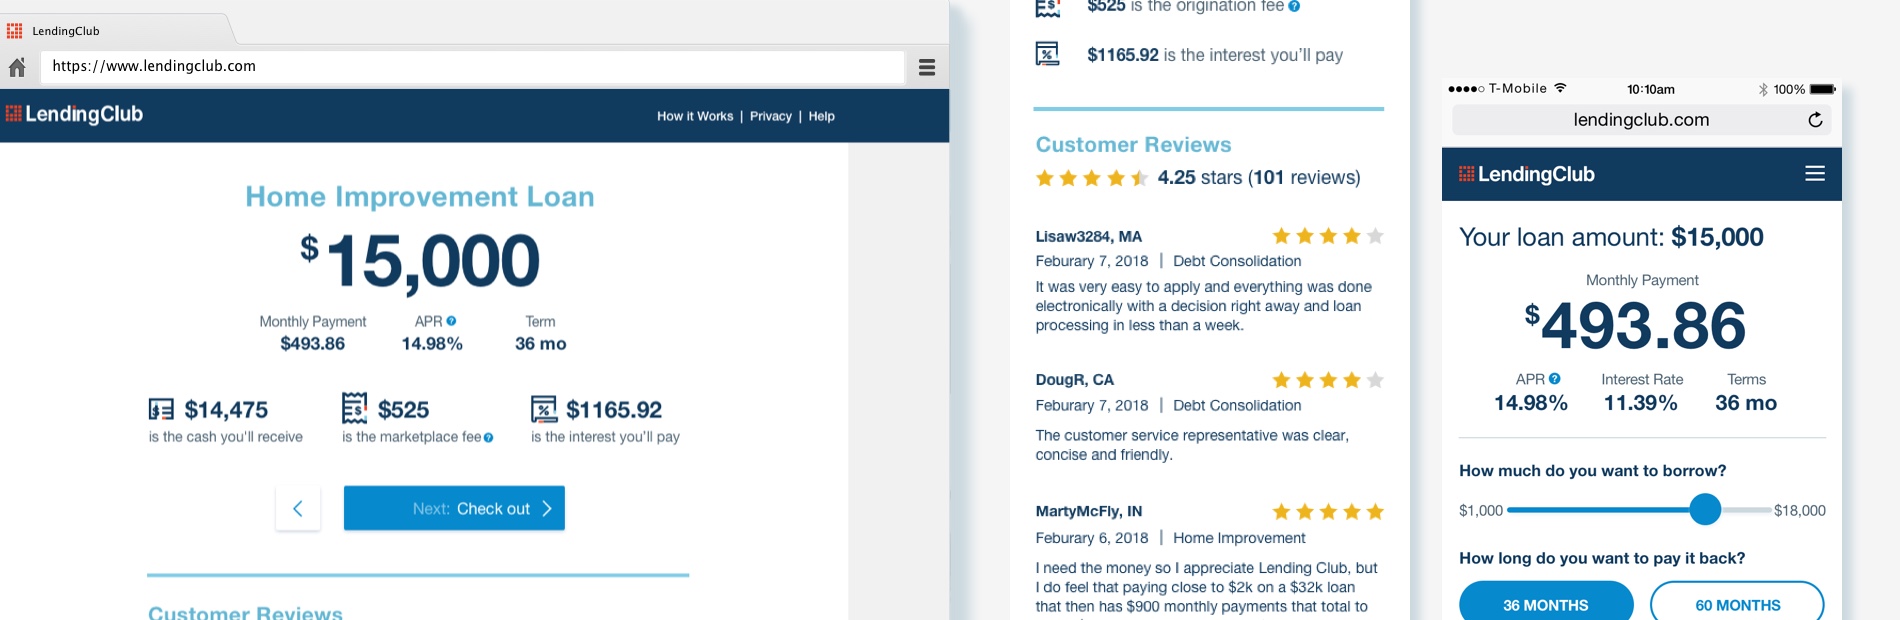 LendingClub
https://www.lendingclub.com
LendingClub
How it Works | Privacy | Help
Home Improvement Loan
$15,000
Monthly Payment APR ? Term
$493.86 14.98% 36 mo
$14,475 $525 $1165.92
is the cash you'll receive is the marketplace fee ? is the interest you'll pay
Next: Check out
Customer Reviews
$525 is the origination fee ?
$1165.92 is the interest you'll pay
Customer Reviews
4.25 stars (101 reviews)
Lisaw3284, MA
Feburary 7, 2018 | Debt Consolidation
It was very easy to apply and everything was done
electronically with a decision right away and loan
processing in less than a week.
DougR, CA
Feburary 7, 2018 | Debt Consolidation
The customer service representative was clear,
concise and friendly.
MartyMcFly, IN
Feburary 6, 2018 | Home Improvement
I need the money so I appreciate Lending Club, but
I do feel that paying close to $2k on a $32k loan
that then has $900 monthly payments that total to
T-Mobile 10:10am 100%
lendingclub.com
LendingClub
Your loan amount: $15,000
Monthly Payment
$493.86
APR ? Interest Rate Terms
14.98% 11.39% 36 mo
How much do you want to borrow?
$1,000 $18,000
How long do you want to pay it back?
36 MONTHS 60 MONTHS